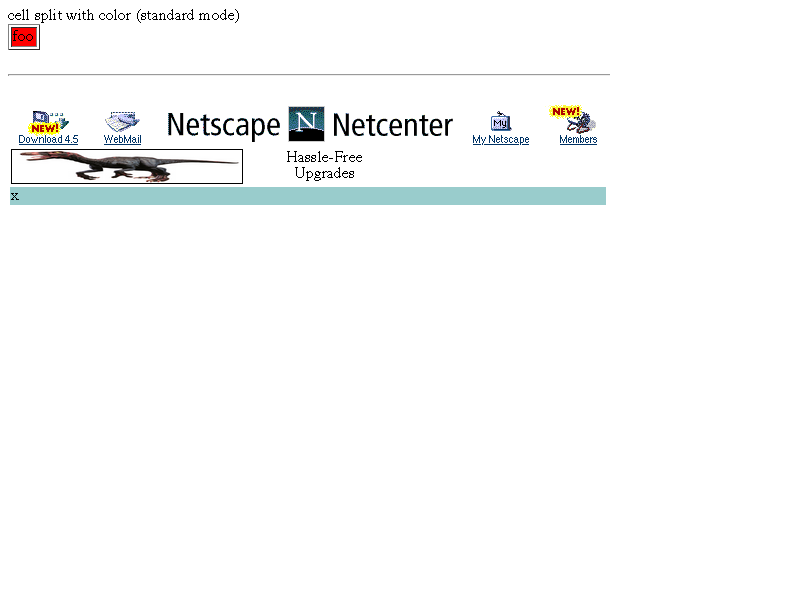 cell split with color (standard mode)
foo
NEW! Download 4.5 WebMail Netscape N Netcenter My My Netscape NEW! Members
Hassle-Free
Upgrades
x